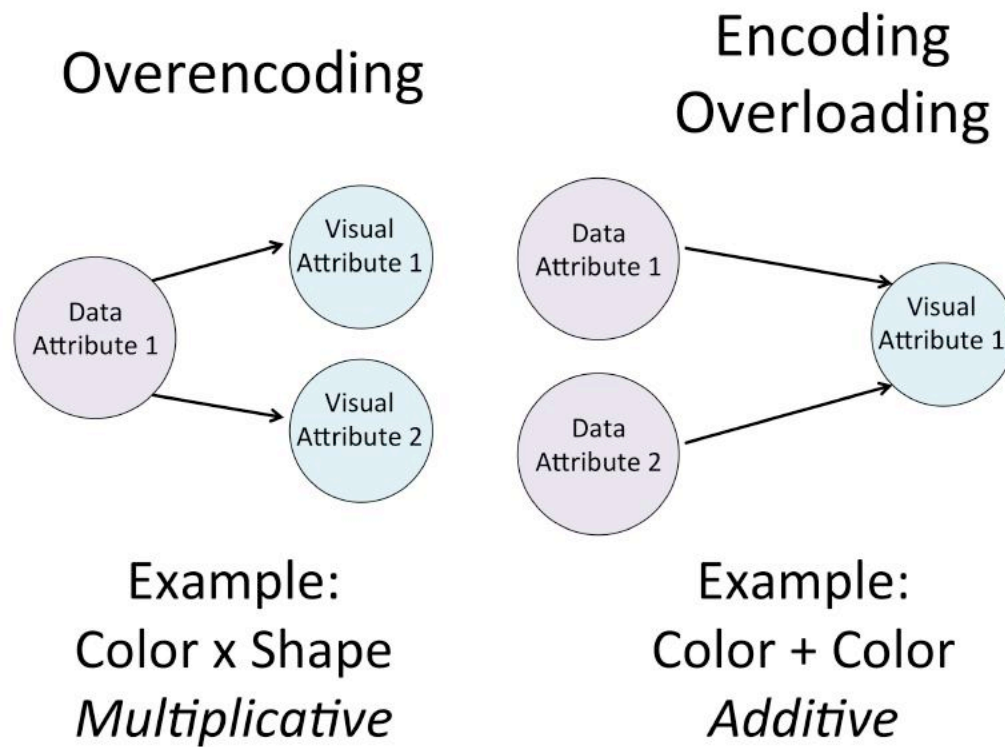 Overencoding
Data
Attribute 1
Visual
Attribute 1
Visual
Attribute 2
Example:
Color x Shape
Multiplicative
Encoding
Overloading
Data
Attribute 1
Data
Attribute 2
Visual
Attribute 1
Example:
Color + Color
Additive